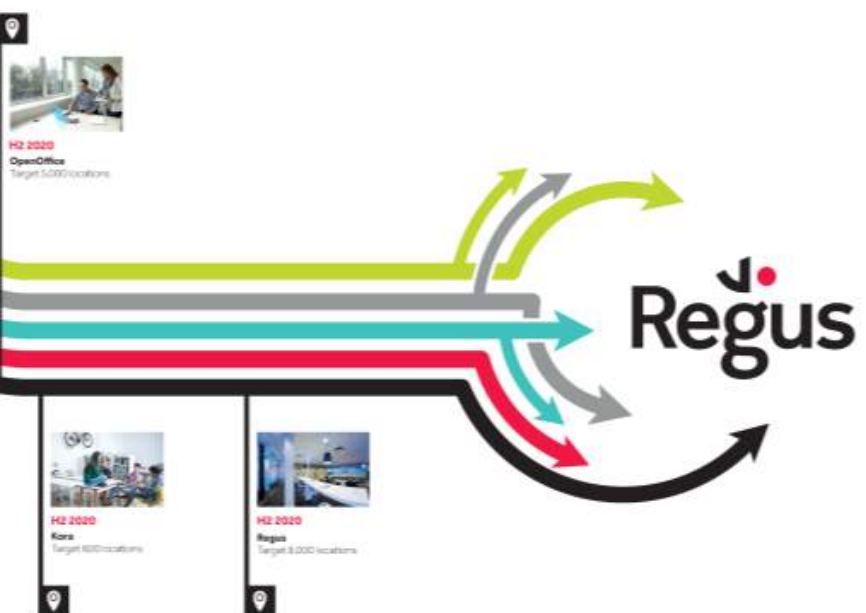 H2 2020
OpenOffice
Target 5,000 locations
Regus
H2 2020
Kora
Target 600 locations
H2 2020
Regus
Target 8,000 locations